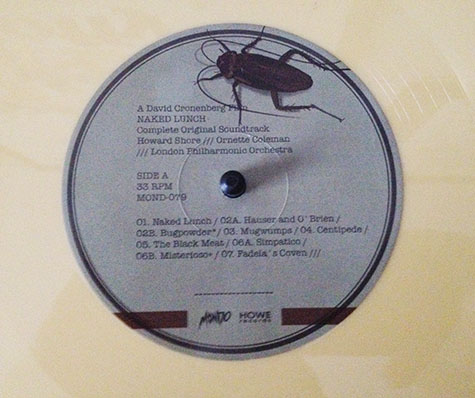 A David Cronenberg Film
NAKED LUNCH
Complete Original Soundtrack
Howard Shore /// Ornette Coleman
/// London Philharmonic Orchestra
SIDE A
33 RPM
MOND-079
01. Naked Lunch / 02A. Hauser and O'Brien /
02B. Bugpowder* / 03. Mugwumps / 04. Centipede /
05. The Black Meat / 06A. Simpatico /
06B. Misterioso* / 07. Fadela's Coven ///
MONDO HOWE
records